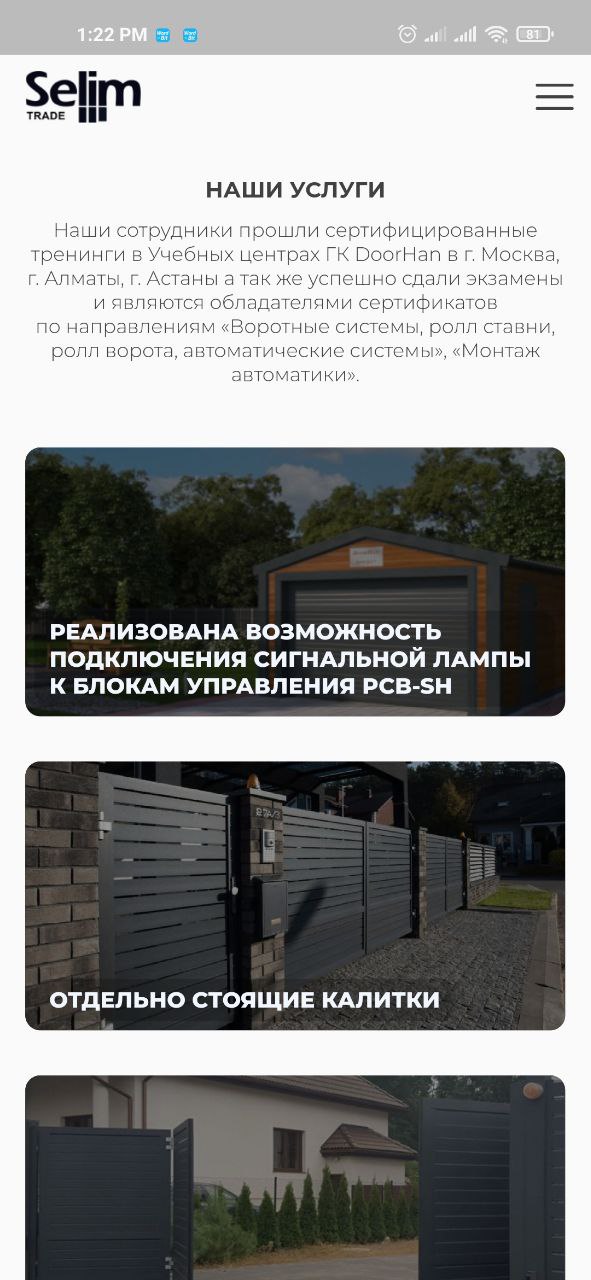 1:22 PM
81
Selim
TRADE
НАШИ УСЛУГИ
Наши сотрудники прошли сертифицированные
тренинги в Учебных центрах ГК DoorHan в г. Москва,
г. Алматы, г. Астаны а так же успешно сдали экзамены
и являются обладателями сертификатов
по направлениям «Воротные системы, ролл ставни,
ролл ворота, автоматические системы», «Монтаж
автоматики».
РЕАЛИЗОВАНА ВОЗМОЖНОСТЬ
ПОДКЛЮЧЕНИЯ СИГНАЛЬНОЙ ЛАМПЫ
К БЛОКАМ УПРАВЛЕНИЯ PCB-SH
ОТДЕЛЬНО СТОЯЩИЕ КАЛИТКИ